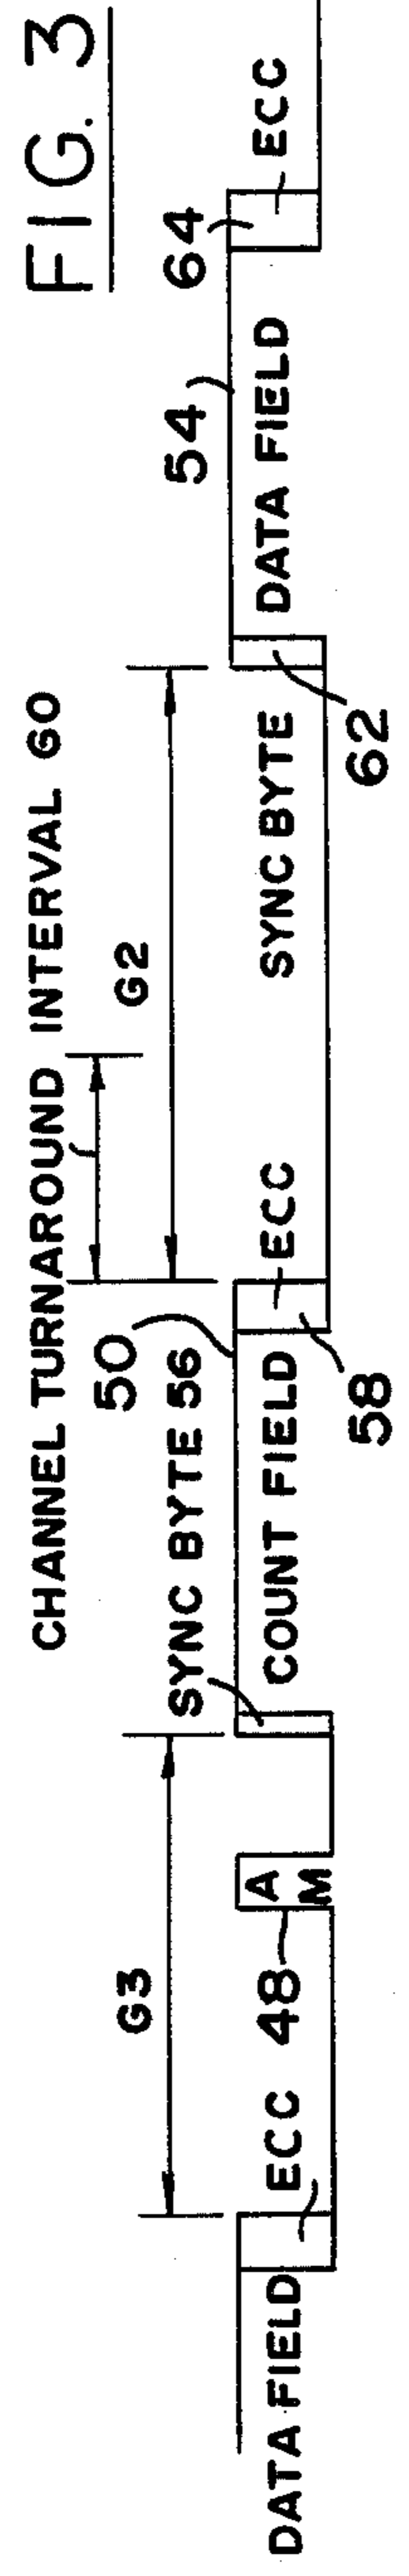 FIG. 3
CHANNEL TURNAROUND INTERVAL 60
G3
G2
SYNC BYTE 56
50
54
64
DATA FIELD
ECC
48
A
M
COUNT FIELD
ECC
SYNC BYTE
DATA FIELD
ECC
58
62